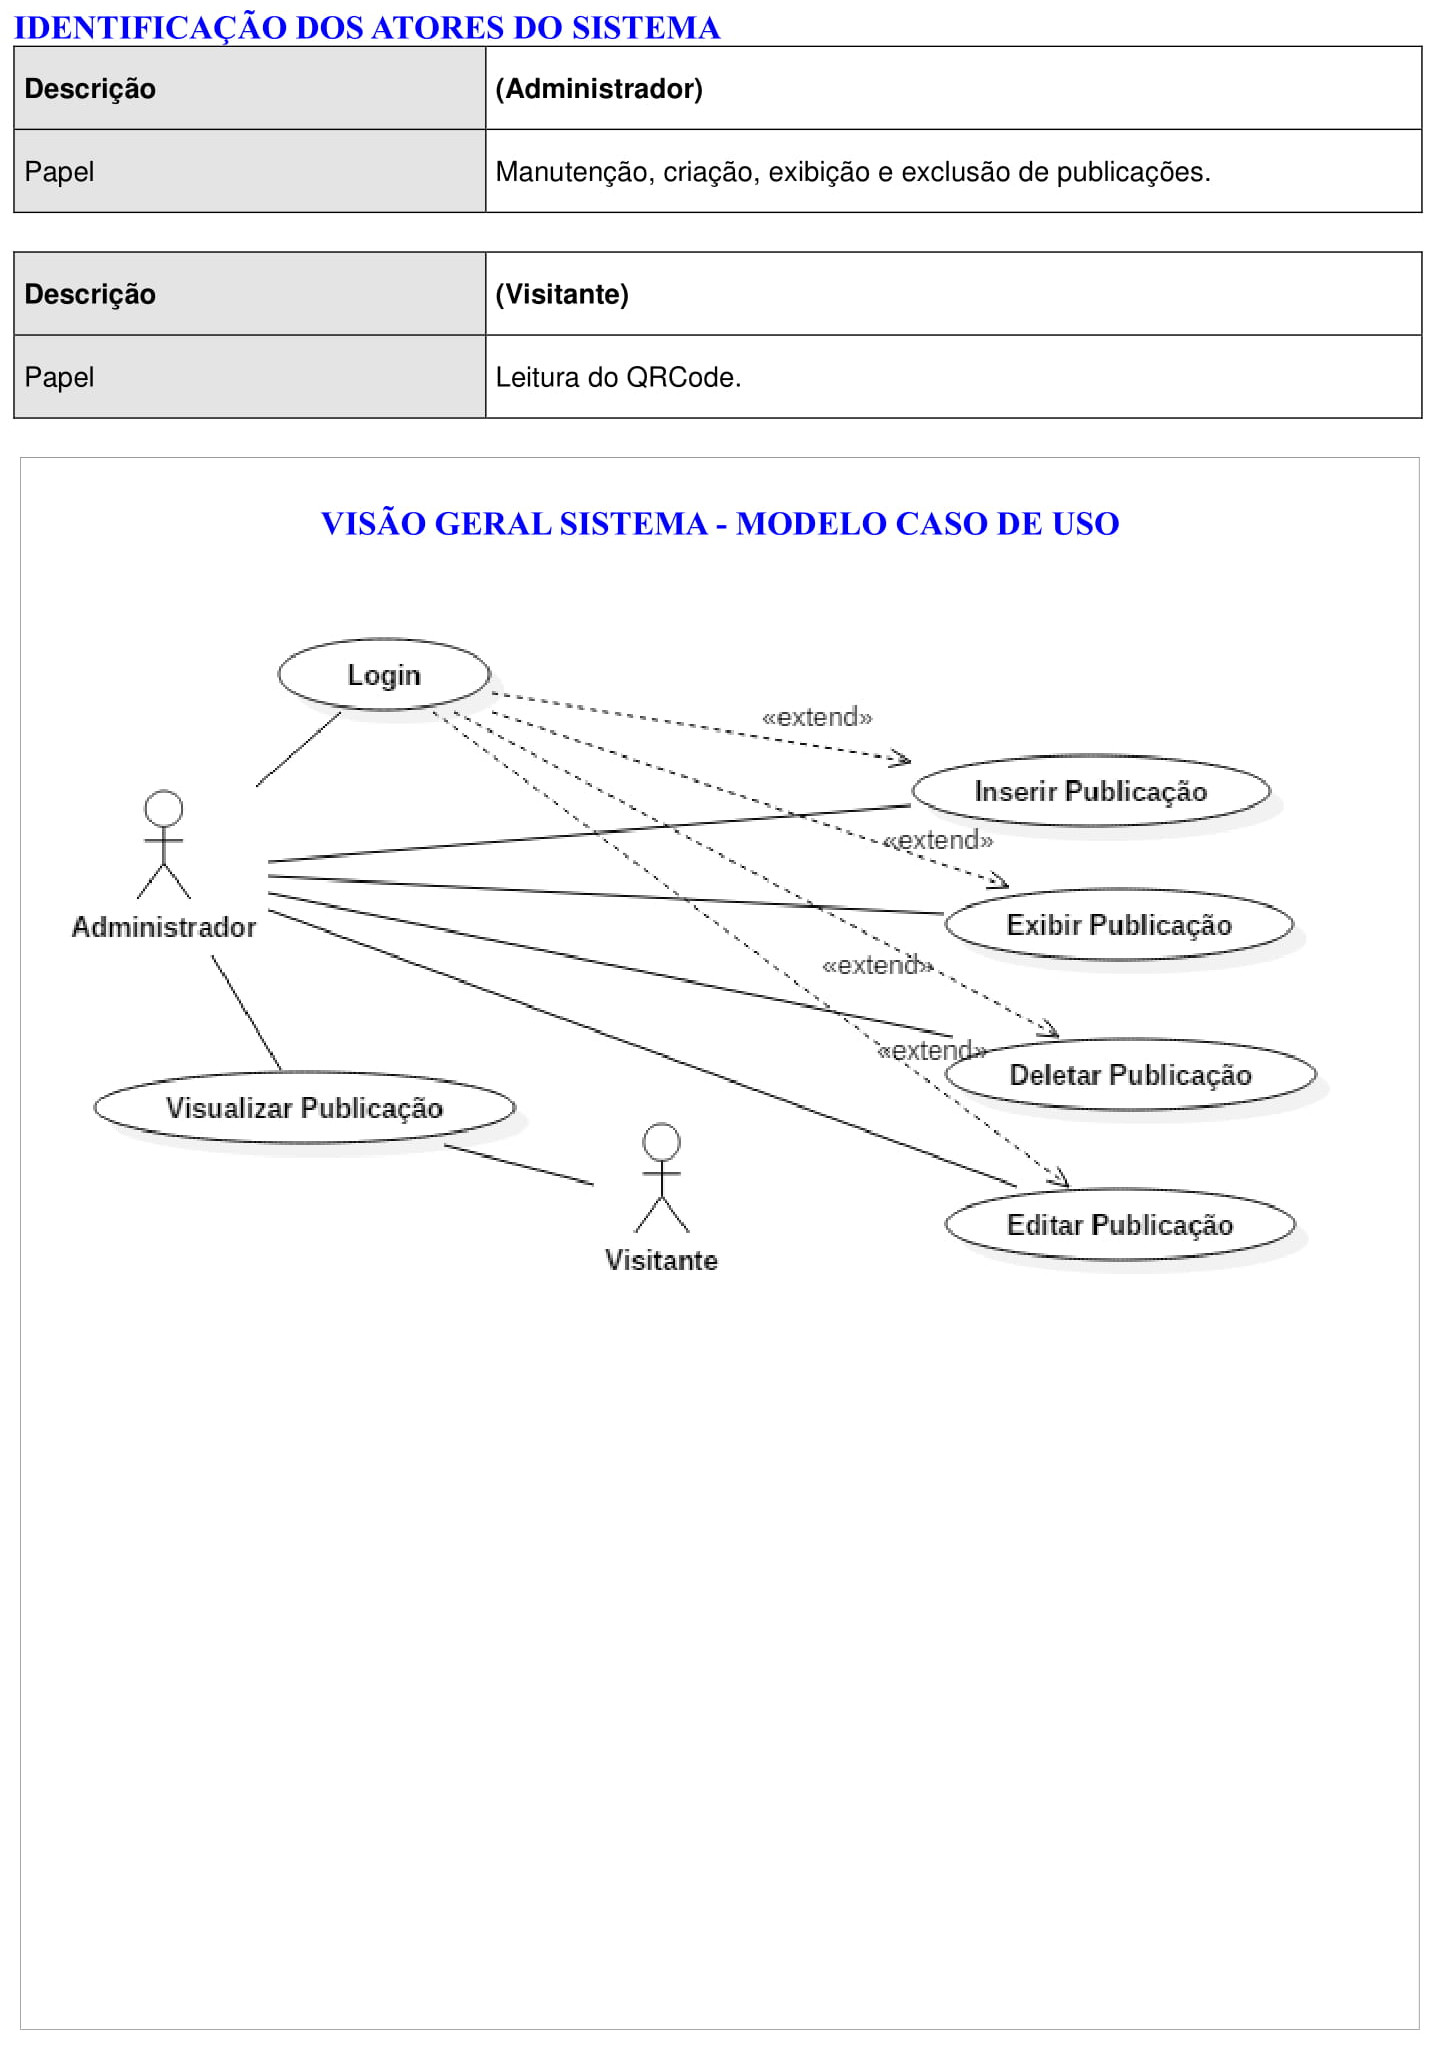 IDENTIFICAÇÃO DOS ATORES DO SISTEMA
Descrição (Administrador)
Papel Manutenção, criação, exibição e exclusão de publicações.
Descrição (Visitante)
Papel Leitura do QRCode.
VISÃO GERAL SISTEMA - MODELO CASO DE USO
Login
«extend»
Inserir Publicação
«extend»
Exibir Publicação
Administrador
«extend»
«extend»
Deletar Publicação
Visualizar Publicação
Editar Publicação
Visitante